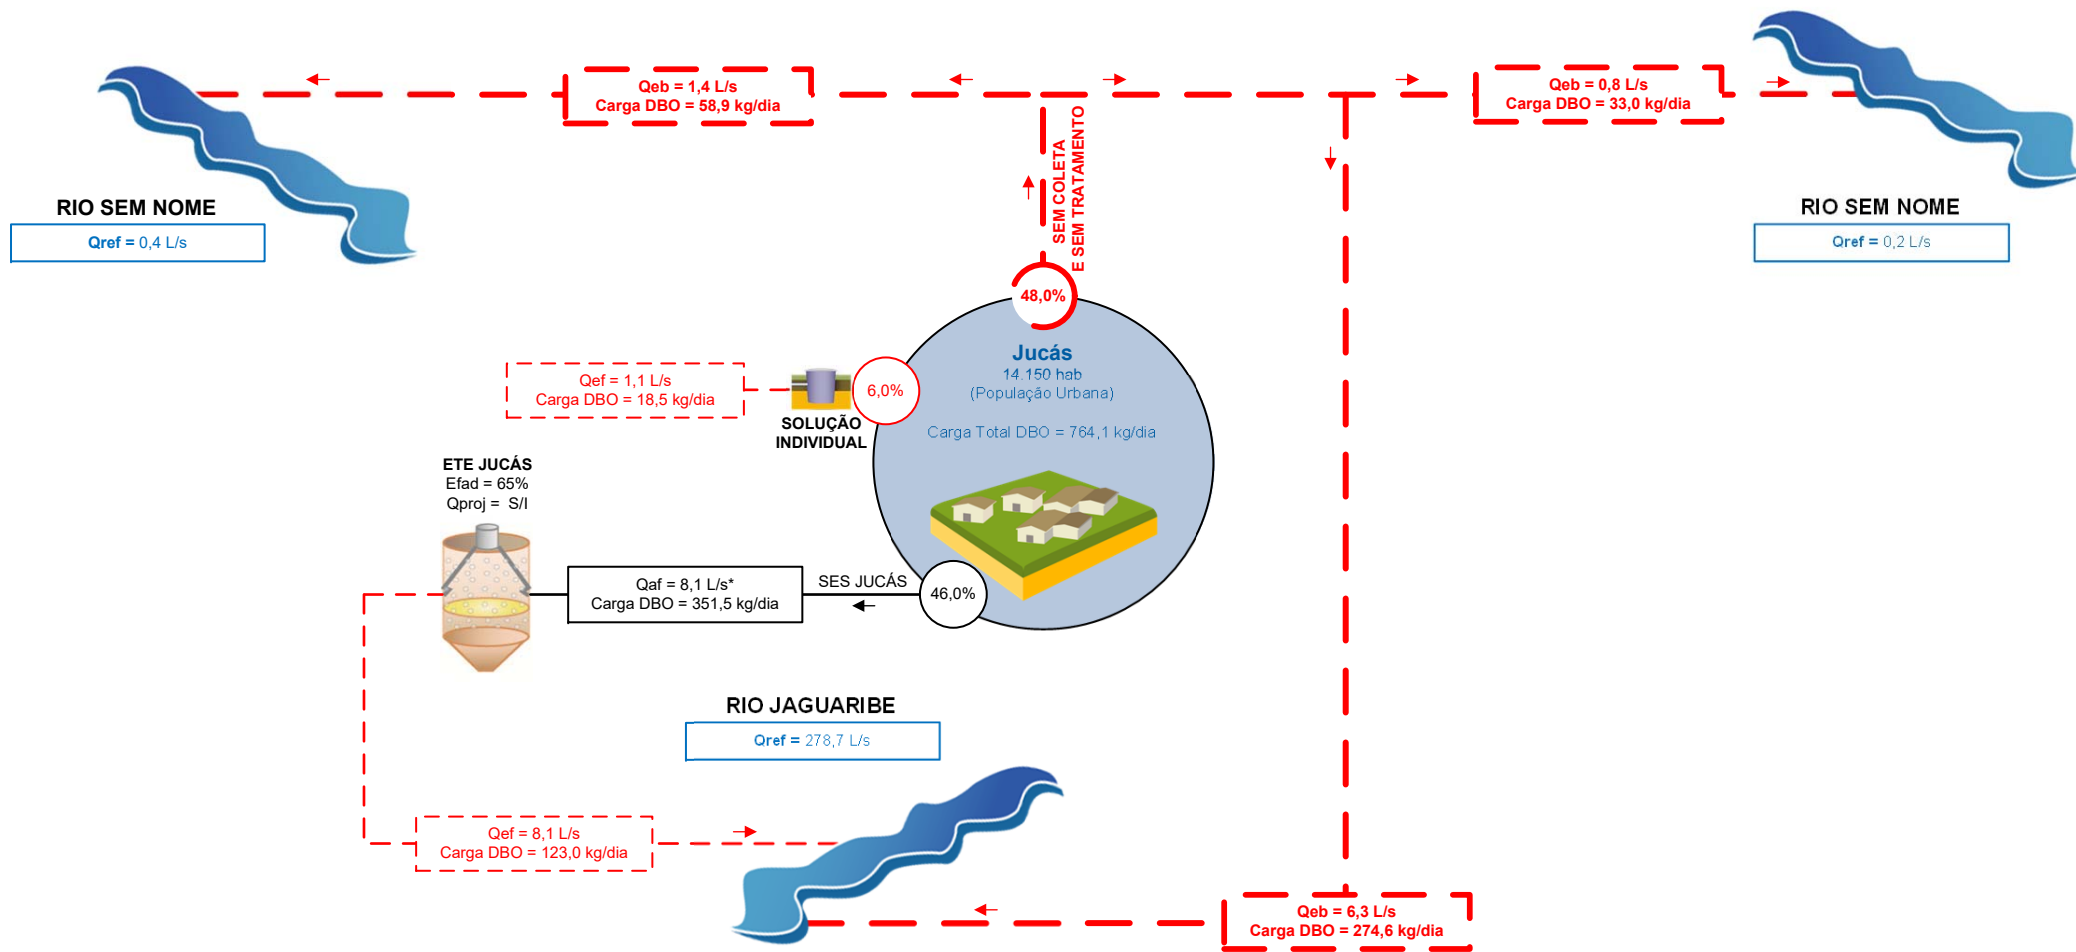 Qeb = 1,4 L/s
Carga DBO = 58,9 kg/dia
Qeb = 0,8 L/s
Carga DBO = 33,0 kg/dia
SEM COLETA
E SEM TRATAMENTO
RIO SEM NOME
Qref = 0,4 L/s
RIO SEM NOME
Qref = 0,2 L/s
48,0%
Jucás
14.150 hab
(População Urbana)
Carga Total DBO = 764,1 kg/dia
Qef = 1,1 L/s
Carga DBO = 18,5 kg/dia
6,0%
SOLUÇÃO
INDIVIDUAL
ETE JUCÁS
Efad = 65%
Qproj = S/I
Qaf = 8,1 L/s*
Carga DBO = 351,5 kg/dia
SES JUCÁS
46,0%
RIO JAGUARIBE
Qref = 278,7 L/s
Qef = 8,1 L/s
Carga DBO = 123,0 kg/dia
Qeb = 6,3 L/s
Carga DBO = 274,6 kg/dia